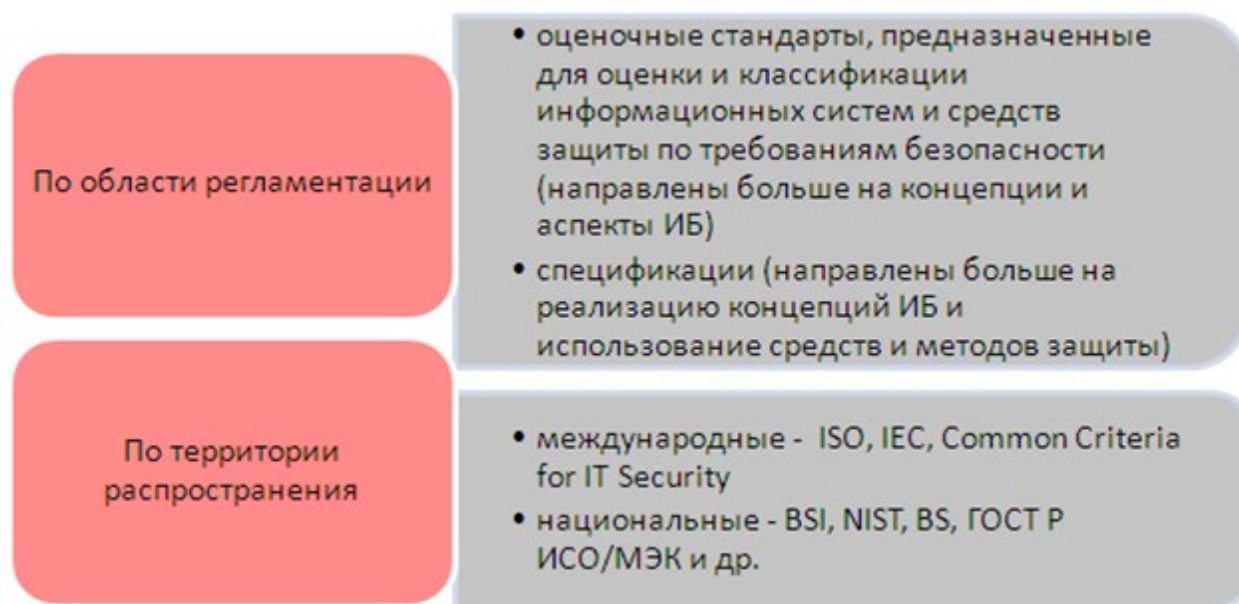 По области регламентации
• оценочные стандарты, предназначенные
для оценки и классификации
информационных систем и средств
защиты по требованиям безопасности
(направлены больше на концепции и
аспекты ИБ)
• спецификации (направлены больше на
реализацию концепций ИБ и
использование средств и методов защиты)
По территории
распространения
• международные - ISO, IEC, Common Criteria
for IT Security
• национальные - BSI, NIST, BS, ГОСТ Р
ИСО/МЭК и др.